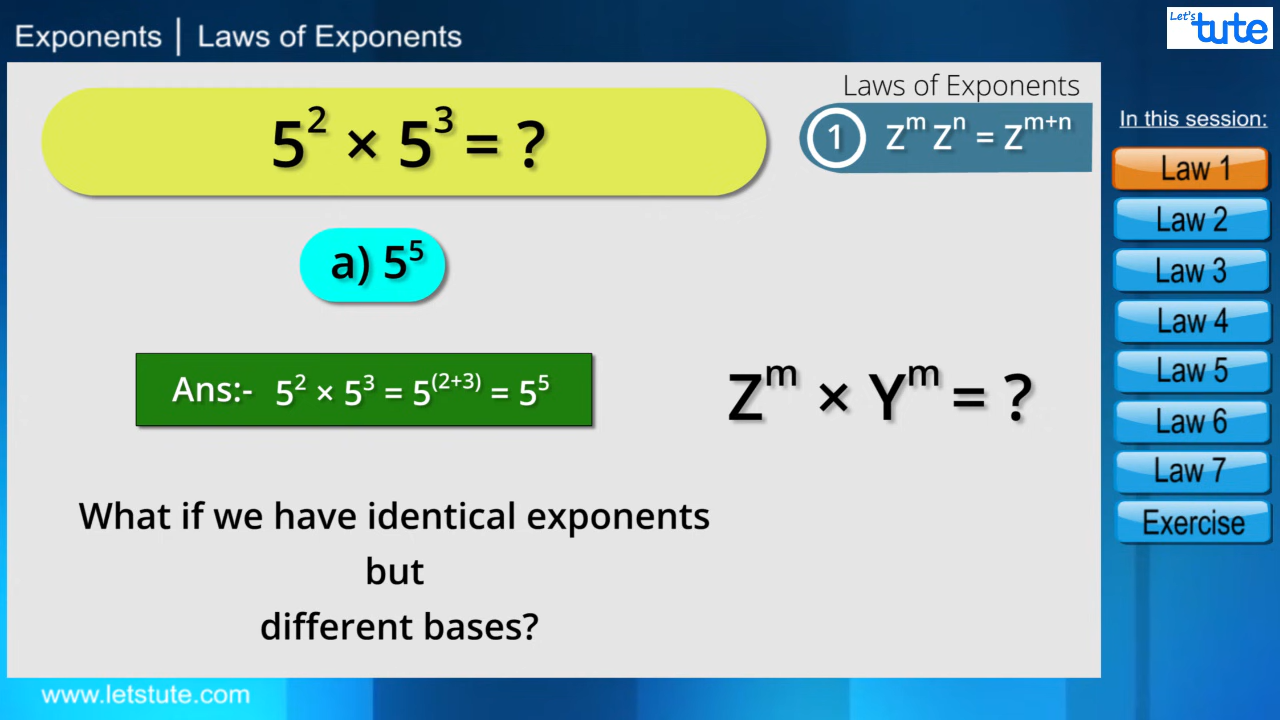 Exponents | Laws of Exponents
Let's tute
5² × 5³ = ?
Laws of Exponents
1 Zᵐ Zⁿ = Zᵐ⁺ⁿ
a) 5⁵
Ans:- 5² × 5³ = 5⁽²⁺³⁾ = 5⁵
Zᵐ × Yᵐ = ?
What if we have identical exponents
but
different bases?
In this session:
Law 1
Law 2
Law 3
Law 4
Law 5
Law 6
Law 7
Exercise
www.letstute.com